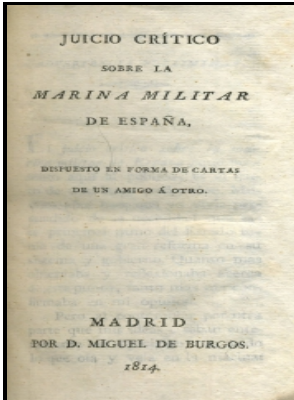 JUICIO CRÍTICO
SOBRE LA
MARINA MILITAR
DE ESPAÑA,
DISPUESTO EN FORMA DE CARTAS
DE UN AMIGO Á OTRO.
MADRID
POR D. MIGUEL DE BURGOS.
1814.